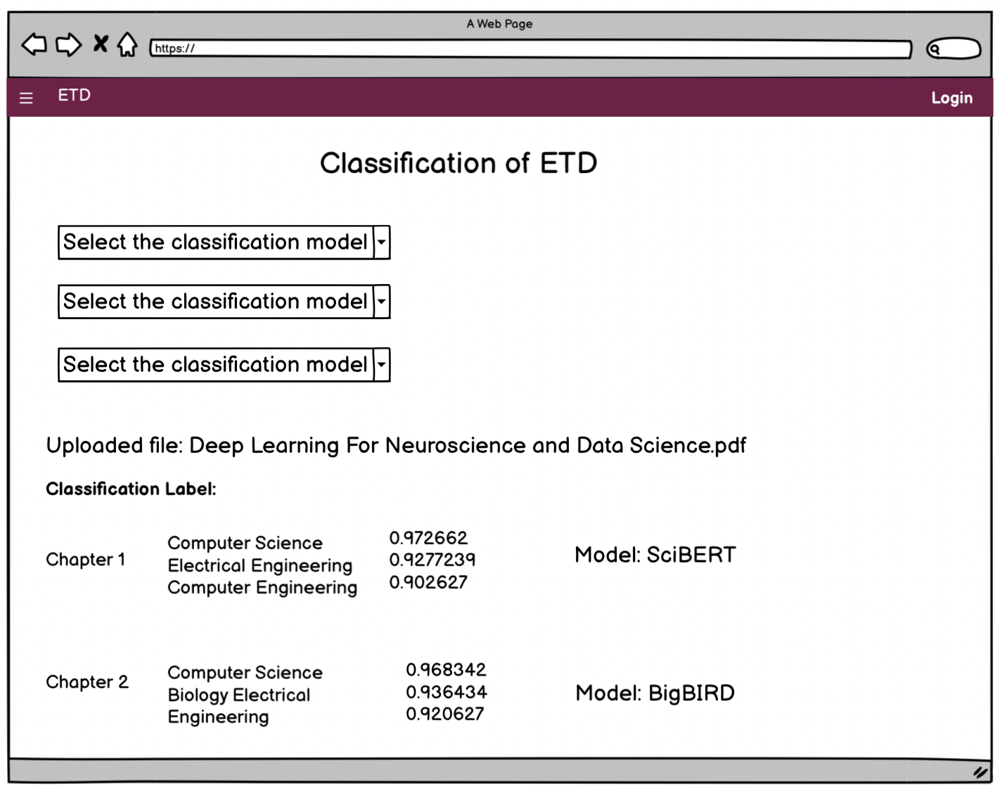 A Web Page
https://
ETD
Login
Classification of ETD
Select the classification model
Select the classification model
Select the classification model
Uploaded file: Deep Learning For Neuroscience and Data Science.pdf
Classification Label:
Chapter 1
Computer Science
Electrical Engineering
Computer Engineering
0.972662
0.9277239
0.902627
Model: SciBERT
Chapter 2
Computer Science
Biology Electrical
Engineering
0.968342
0.936434
0.920627
Model: BigBIRD